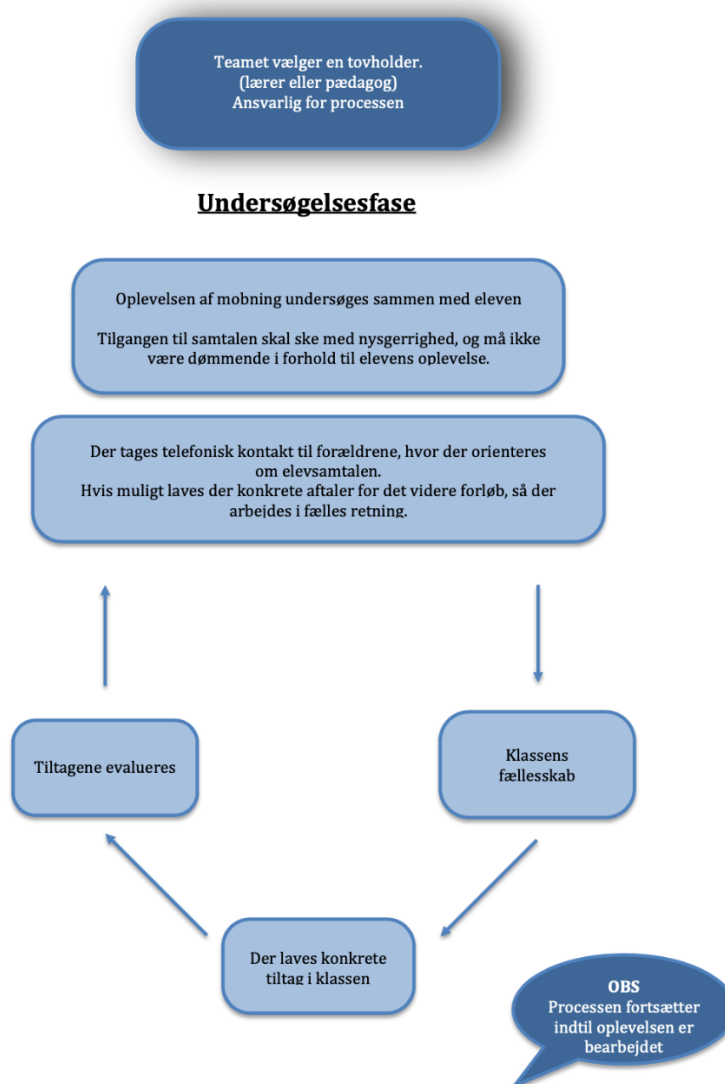 Teamet vælger en tovholder.
(lærer eller pædagog)
Ansvarlig for processen
Undersøgelsesfase
Oplevelsen af mobning undersøges sammen med eleven
Tilgangen til samtalen skal ske med nysgerrighed, og må ikke
være dømmende i forhold til elevens oplevelse.
Der tages telefonisk kontakt til forældrene, hvor der orienteres
om elevsamtalen.
Hvis muligt laves der konkrete aftaler for det videre forløb, så der
arbejdes i fælles retning.
Tiltagene evalueres
Klassens
fællesskab
Der laves konkrete
tiltag i klassen
OBS
Processen fortsætter
indtil oplevelsen er
bearbejdet